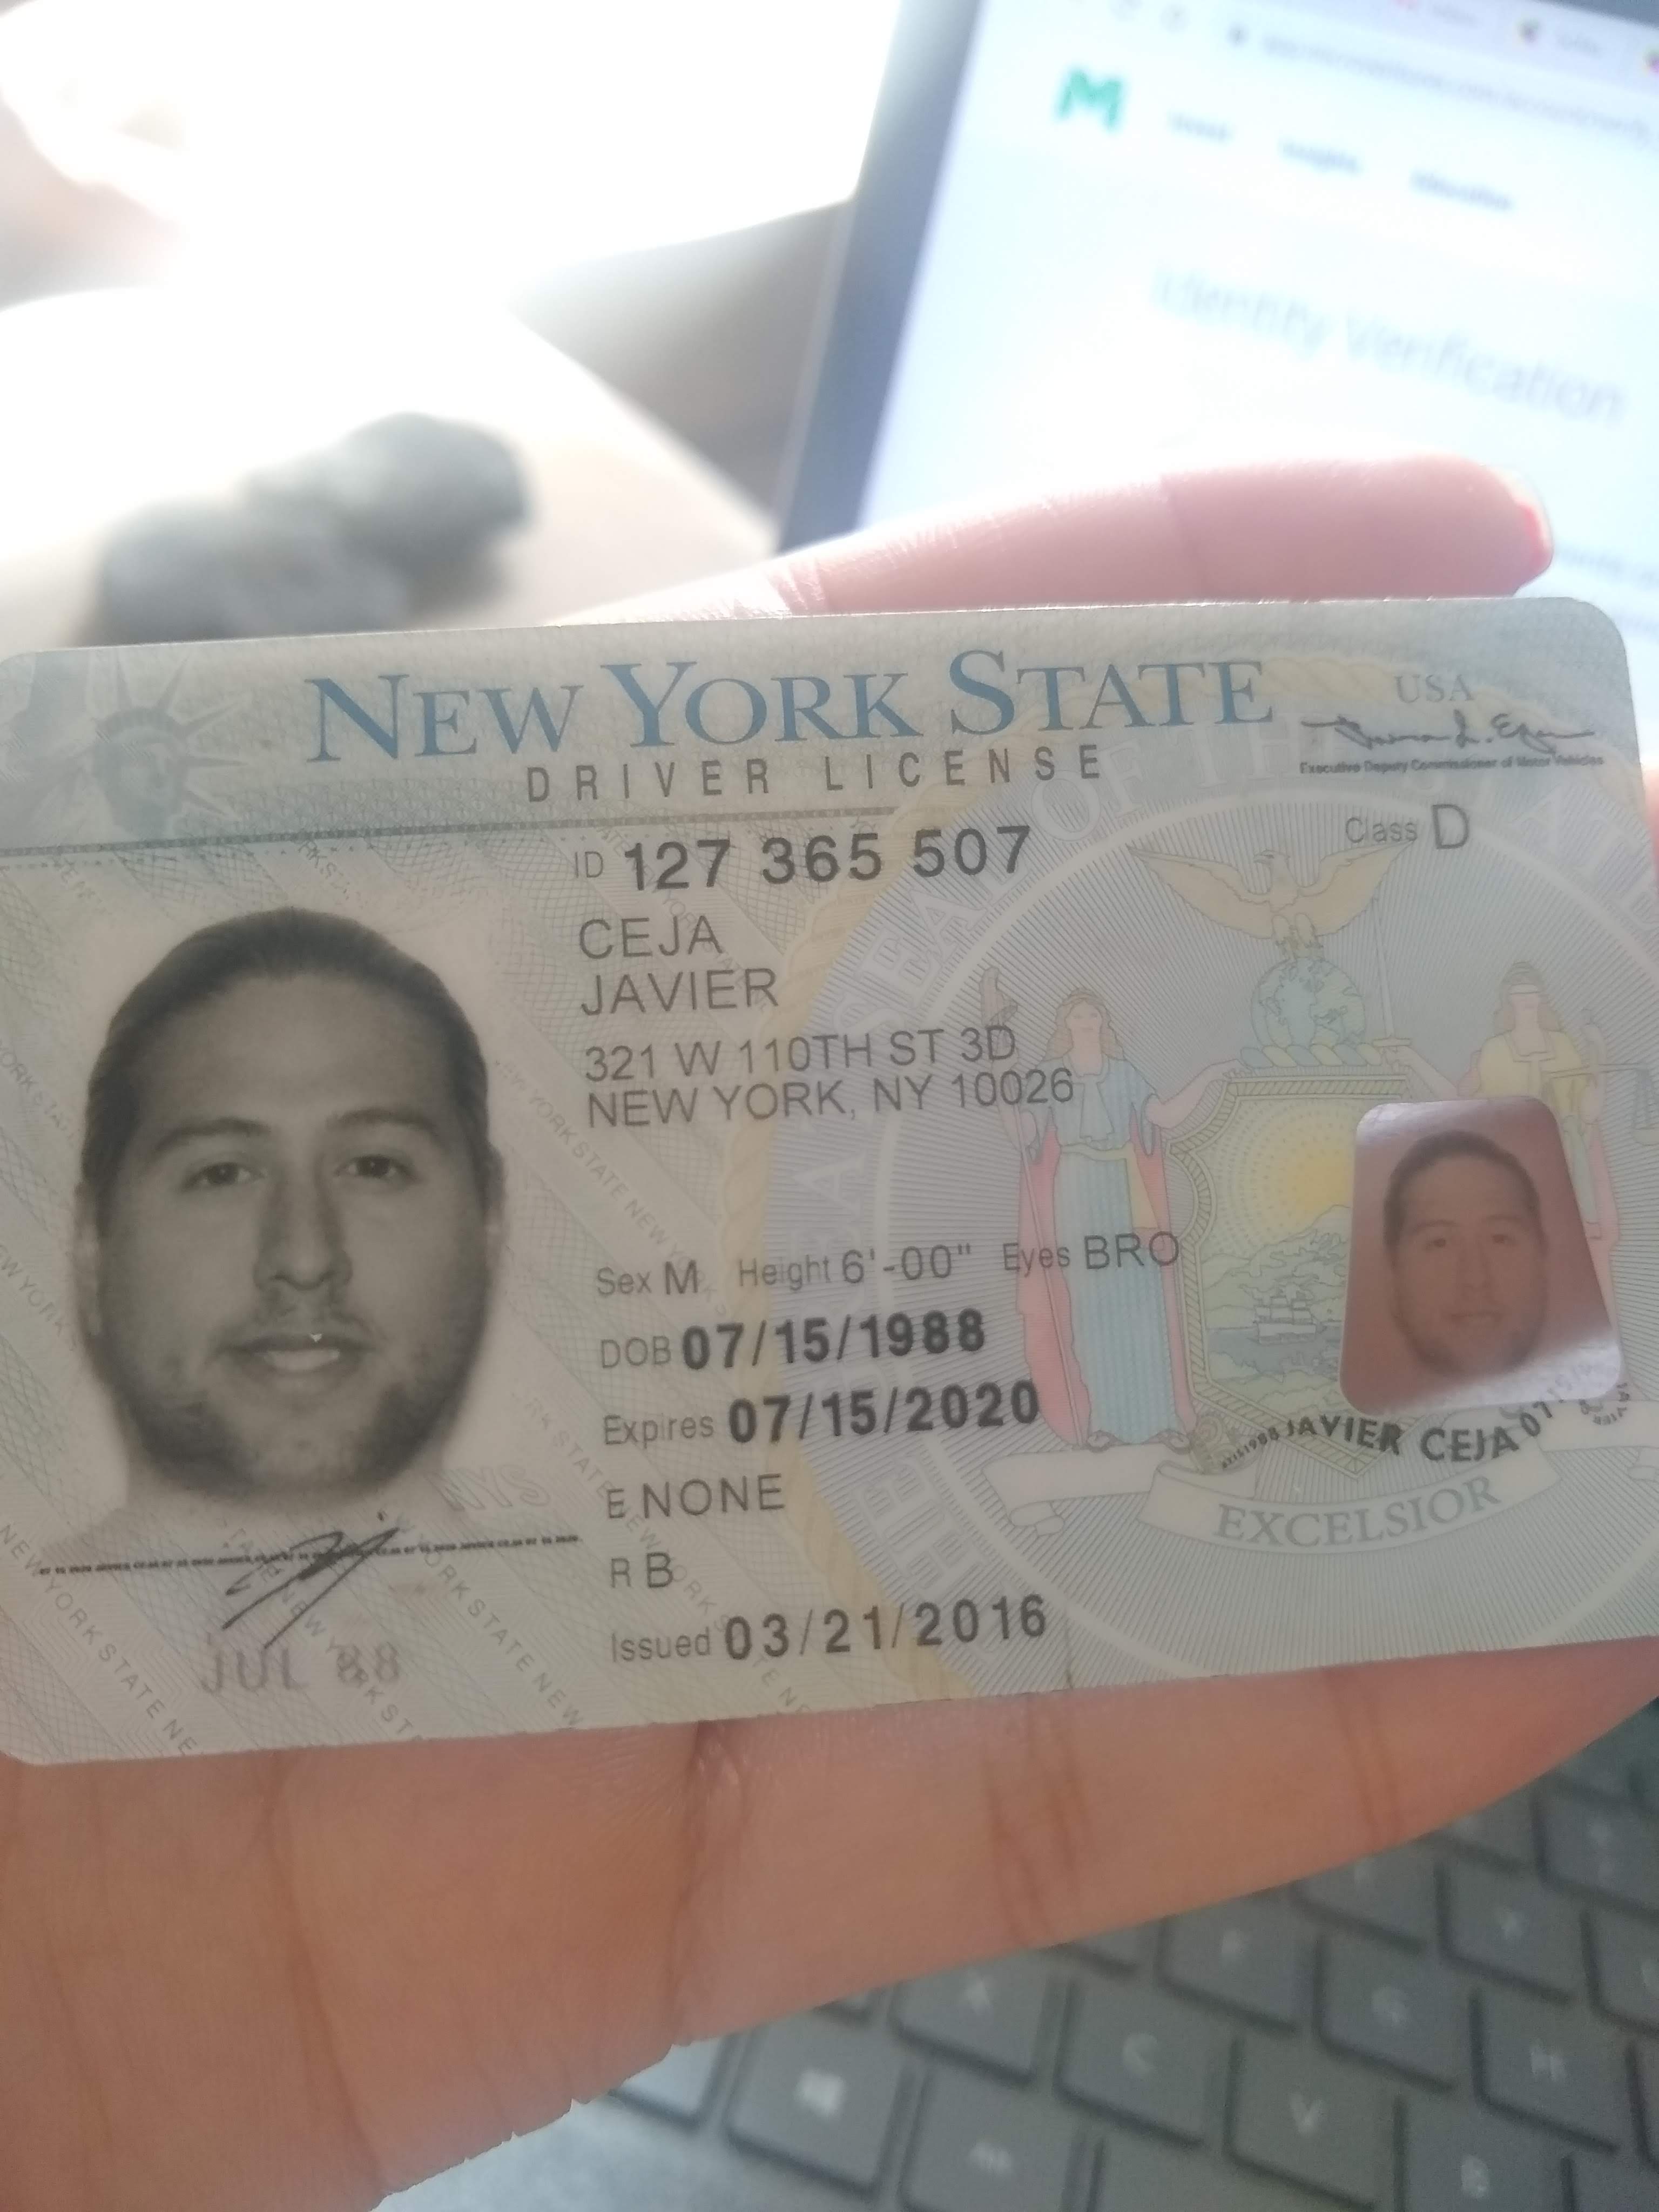 M
Identity Verification
NEW YORK STATE
USA
DRIVER LICENSE
Executive Deputy Commissioner of Motor Vehicles
ID 127 365 507
Class D
CEJA
JAVIER
321 W 110TH ST 3D
NEW YORK, NY 10026
Sex M Height 6'-00" Eyes BRO
DOB 07/15/1988
Expires 07/15/2020
JAVIER CEJA
E NONE
EXCELSIOR
R B
Issued 03/21/2016
JUL 88